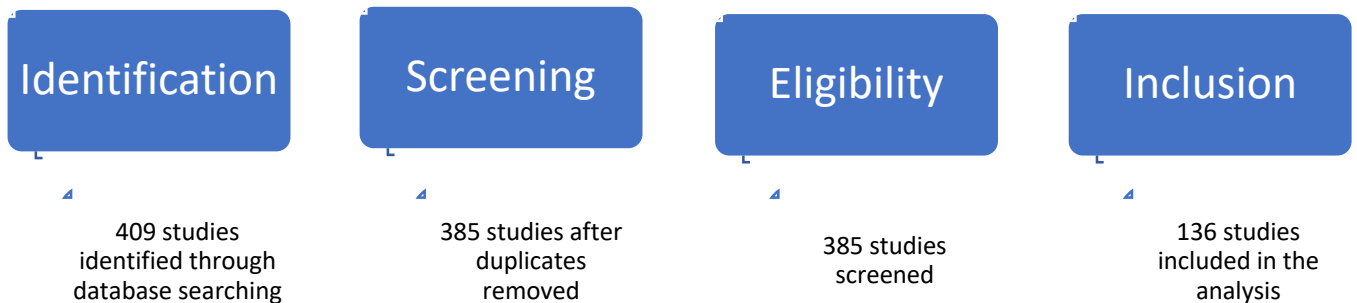 Identification
409 studies
identified through
database searching
Screening
385 studies after
duplicates
removed
Eligibility
385 studies
screened
Inclusion
136 studies
included in the
analysis